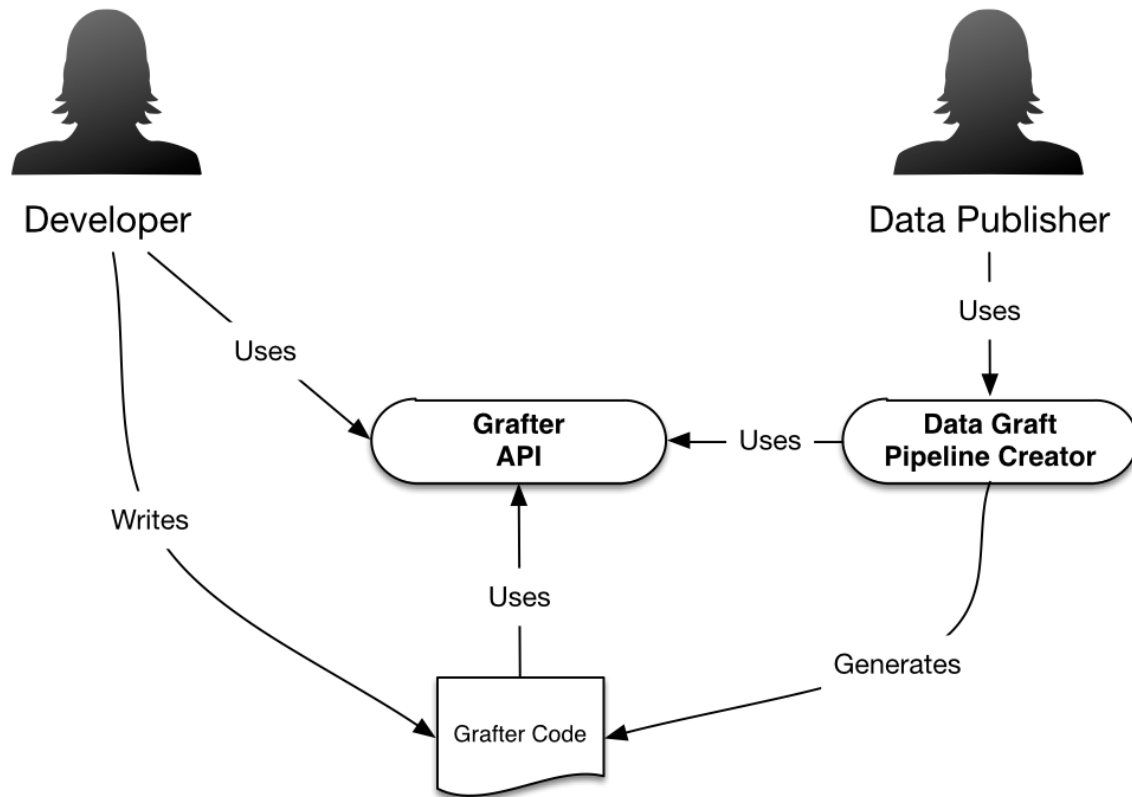 Developer
Data Publisher
Uses
Uses
Grafter
API
Uses
Data Graft
Pipeline Creator
Writes
Uses
Generates
Grafter Code